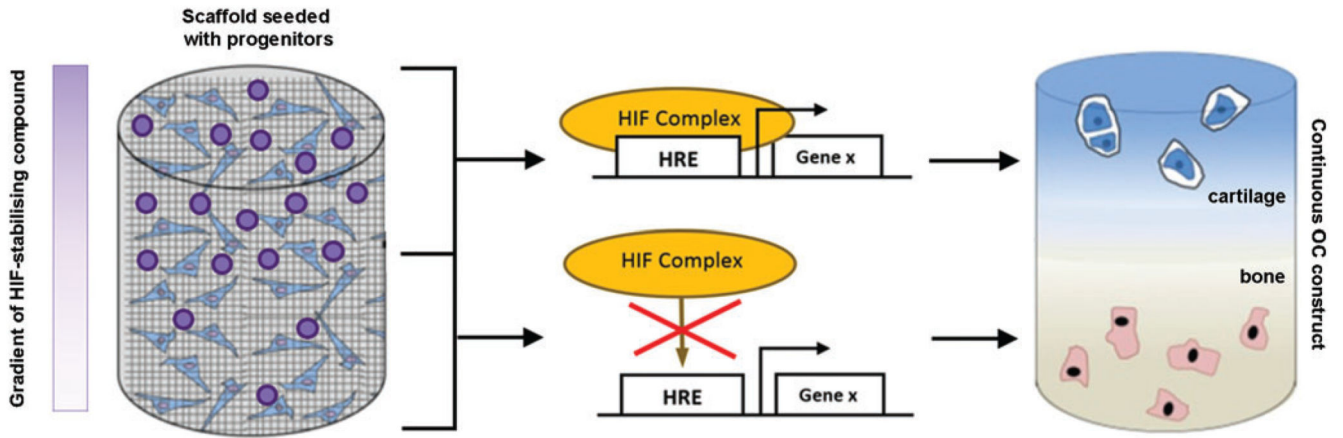 Scaffold seeded
with progenitors
Gradient of HIF-stabilising compound
HIF Complex
HRE
Gene x
HIF Complex
HRE
Gene x
cartilage
bone
Continuous OC construct